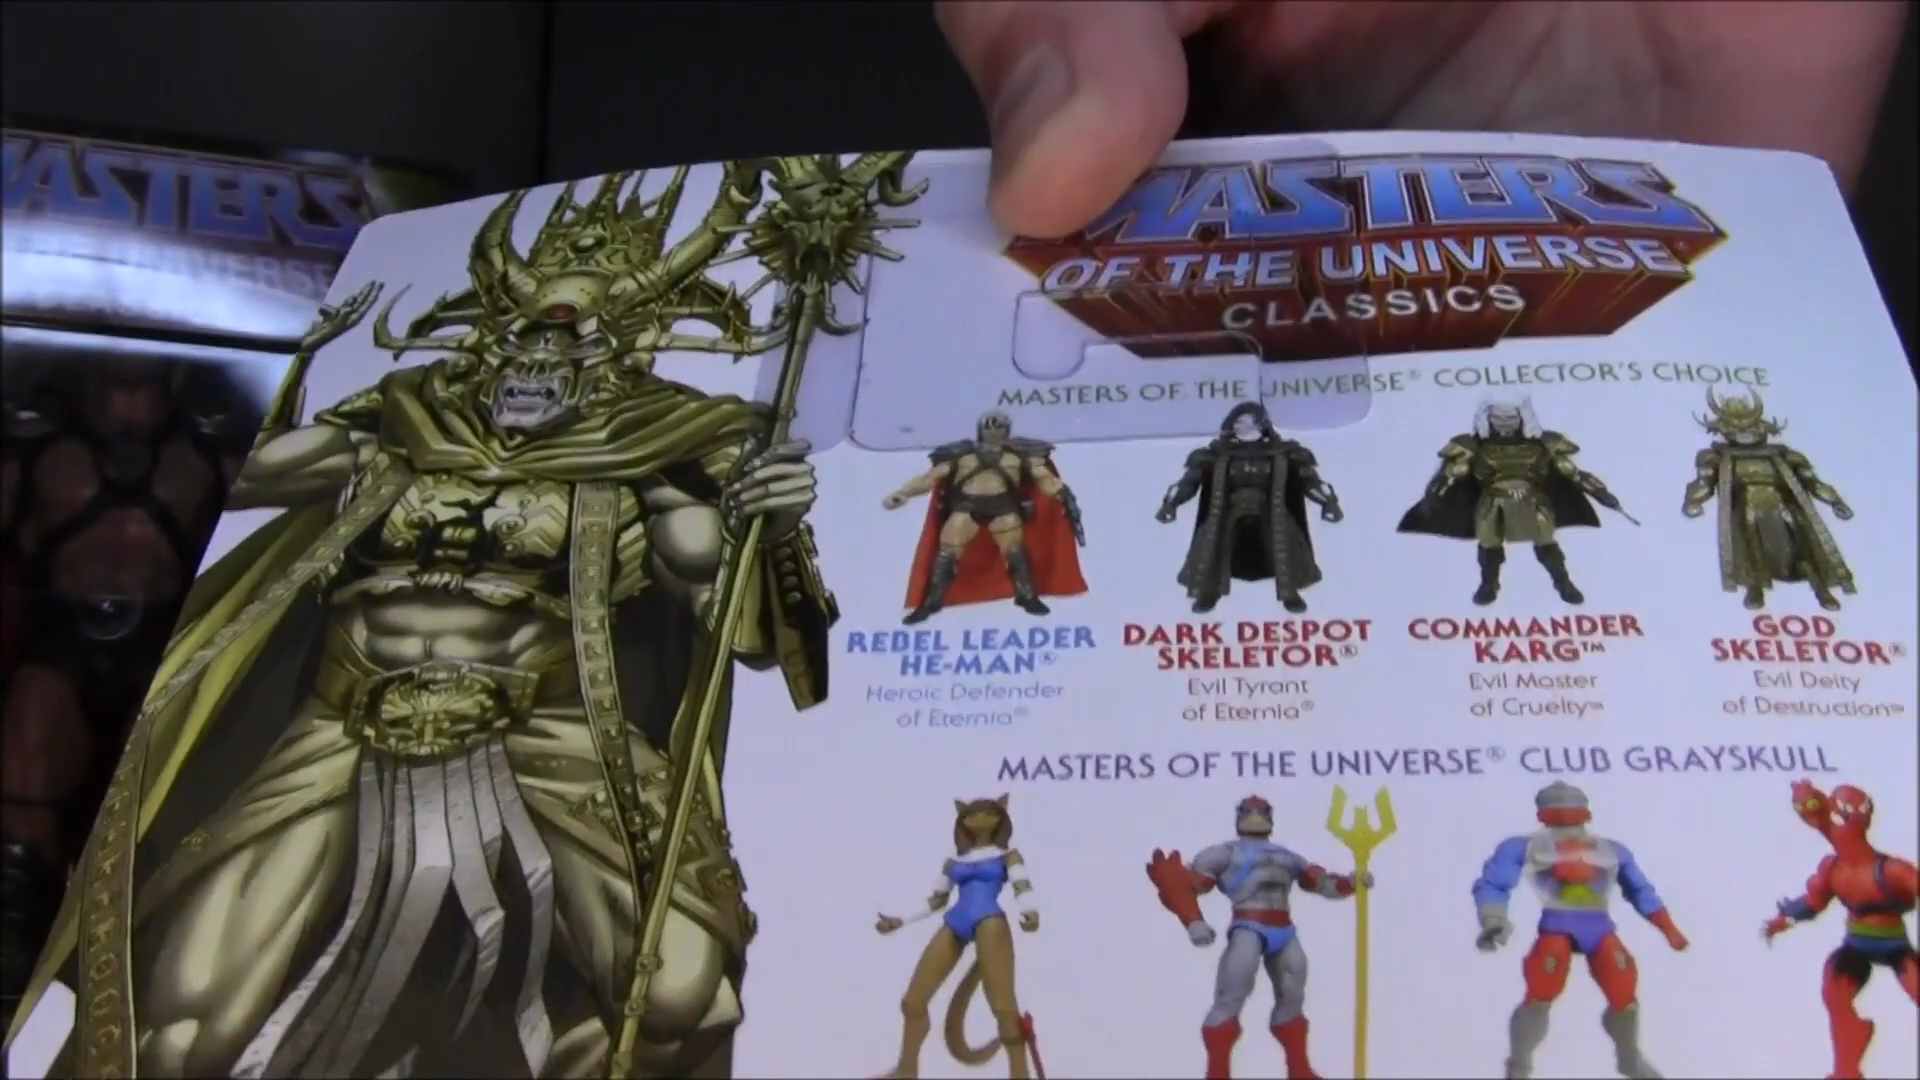 MASTERS
UNIVERSE
MASTERS
OF THE UNIVERSE®
CLASSICS
MASTERS OF THE UNIVERSE® COLLECTOR'S CHOICE
REBEL LEADER
HE-MAN®
Heroic Defender
of Eternia®
DARK DESPOT
SKELETOR®
Evil Tyrant
of Eternia®
COMMANDER
KARG™
Evil Master
of Cruelty™
GOD
SKELETOR®
Evil Deity
of Destruction™
MASTERS OF THE UNIVERSE® CLUB GRAYSKULL